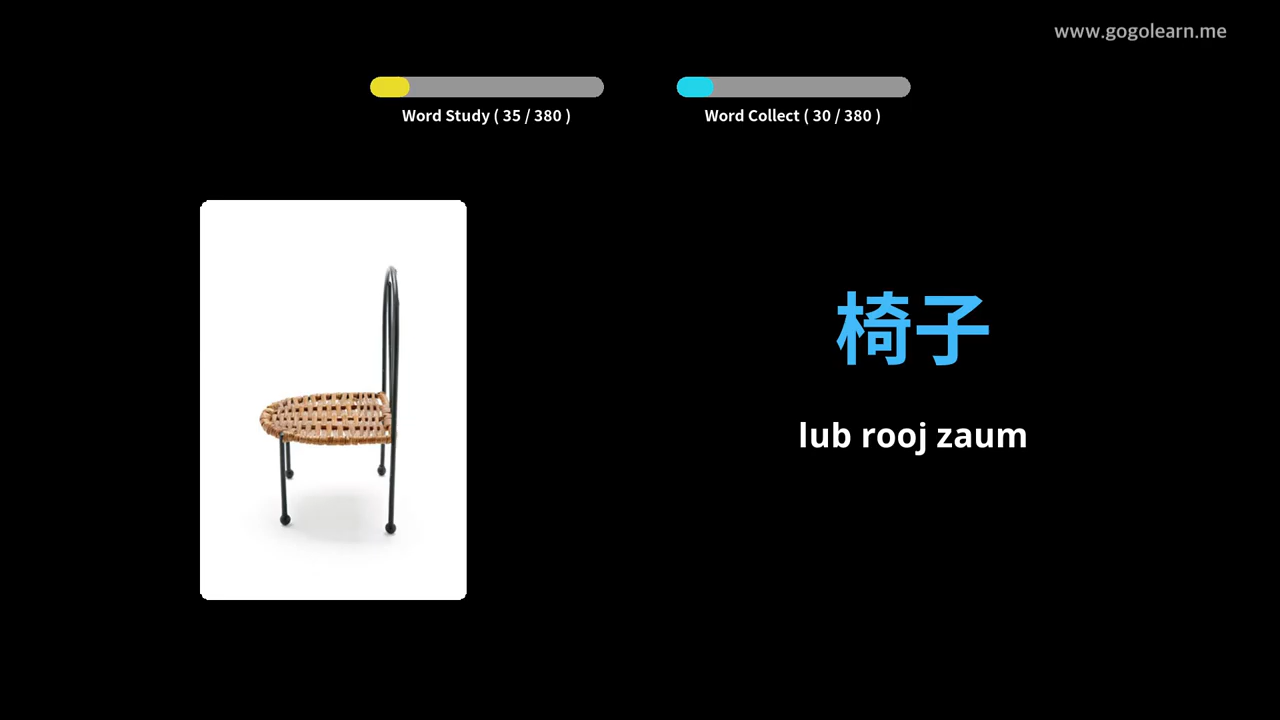 www.gogolearn.me
Word Study ( 35 / 380 )
Word Collect ( 30 / 380 )
椅子
lub rooj zaum